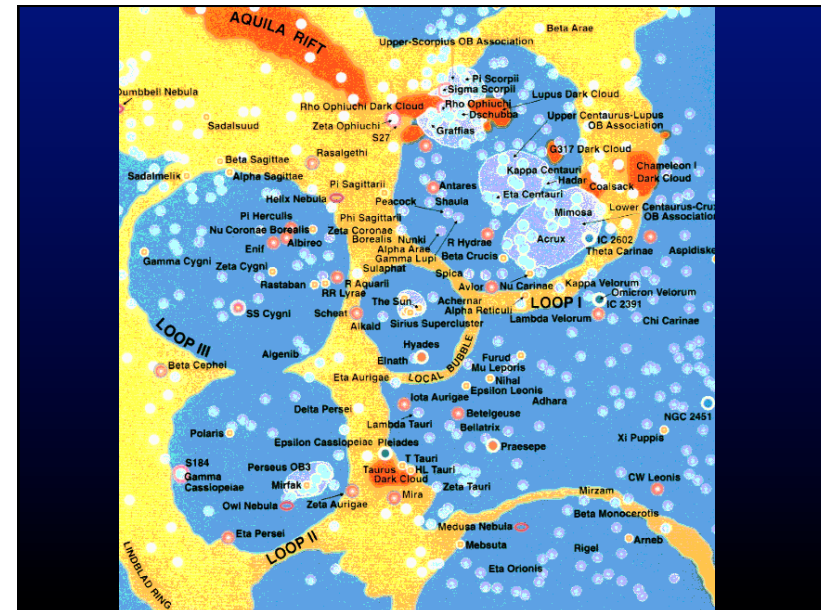 AQUILA RIFT
Beta Arae
Upper-Scorpius OB Association
Pi Scorpii
Sigma Scorpii
Dumbbell Nebula
Lupus Dark Cloud
Rho Ophiuchi Dark Cloud
Rho Ophiuchi
Dschubba
Upper Centaurus-Lupus
OB Association
Sadalsuud
Zeta Ophiuchi
Graffias
S27
G317 Dark Cloud
Rasalgethi
Beta Sagittae
Kappa Centauri
Chameleon I
Dark Cloud
Sadalmelik
Alpha Sagittae
Hadar
Coalsack
Pi Sagittarii
Antares
Eta Centauri
Helix Nebula
Peacock
Shaula
Lower Centaurus-Crux
OB Association
Mimosa
Pi Herculis
Phi Sagittarii
Nu Coronae Borealis
Zeta Coronae
Borealis
Nunki
R Hydrae
Acrux
IC 2602
Enif
Albireo
Alpha Arae
Gamma Lupi
Beta Crucis
Theta Carinae
Aspidiske
Gamma Cygni
Zeta Cygni
Sulaphat
Spica
Rastaban
R Aquarii
Avior
Nu Carinae
Kappa Velorum
RR Lyrae
The Sun
Achernar
Omicron Velorum
IC 2391
SS Cygni
Scheat
Alpha Reticuli
LOOP I
Lambda Velorum
Chi Carinae
Alkaid
Sirius Supercluster
LOOP III
Hyades
Algenib
Elnath
Furud
Beta Cephei
LOCAL BUBBLE
Mu Leporis
Eta Aurigae
Nihal
Epsilon Leonis
Iota Aurigae
Adhara
Delta Persei
Betelgeuse
Lambda Tauri
Bellatrix
NGC 2451
Polaris
Epsilon Cassiopeiae
Pleiades
Praesepe
Xi Puppis
S184
Gamma
Cassiopeiae
Perseus OB3
T Tauri
Taurus
Dark Cloud
HL Tauri
CW Leonis
Mirfak
Mira
Zeta Tauri
Mirzam
Owl Nebula
Zeta Aurigae
Beta Monocerotis
Eta Persei
Medusa Nebula
LOOP II
Mebsuta
Rigel
Arneb
LINDBLAD RING
Eta Orionis